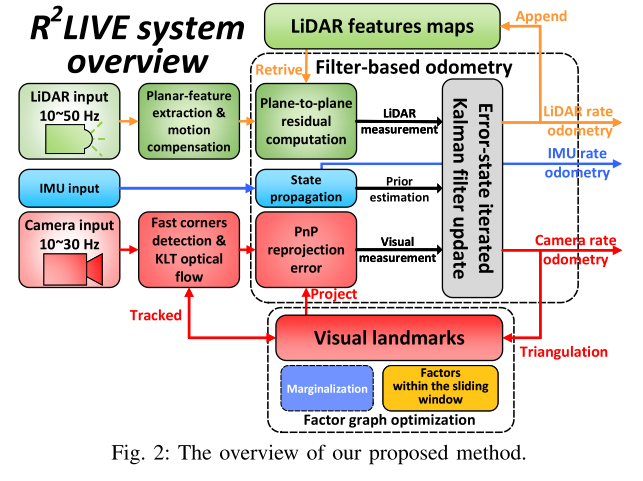 R²LIVE system
overview
LiDAR features maps
Append
Retrive
Filter-based odometry
LiDAR input
10~50 Hz
Planar-feature
extraction &
motion
compensation
Plane-to-plane
residual
computation
LiDAR
measurement
Error-state iterated
Kalman filter update
LiDAR rate
odometry
IMU input
State
propagation
Prior
estimation
IMU rate
odometry
Camera input
10~30 Hz
Fast corners
detection &
KLT optical
flow
PnP
reprojection
error
Visual
measurement
Camera rate
odometry
Project
Tracked
Visual landmarks
Triangulation
Marginalization
Factors
within the sliding
window
Factor graph optimization
Fig. 2: The overview of our proposed method.